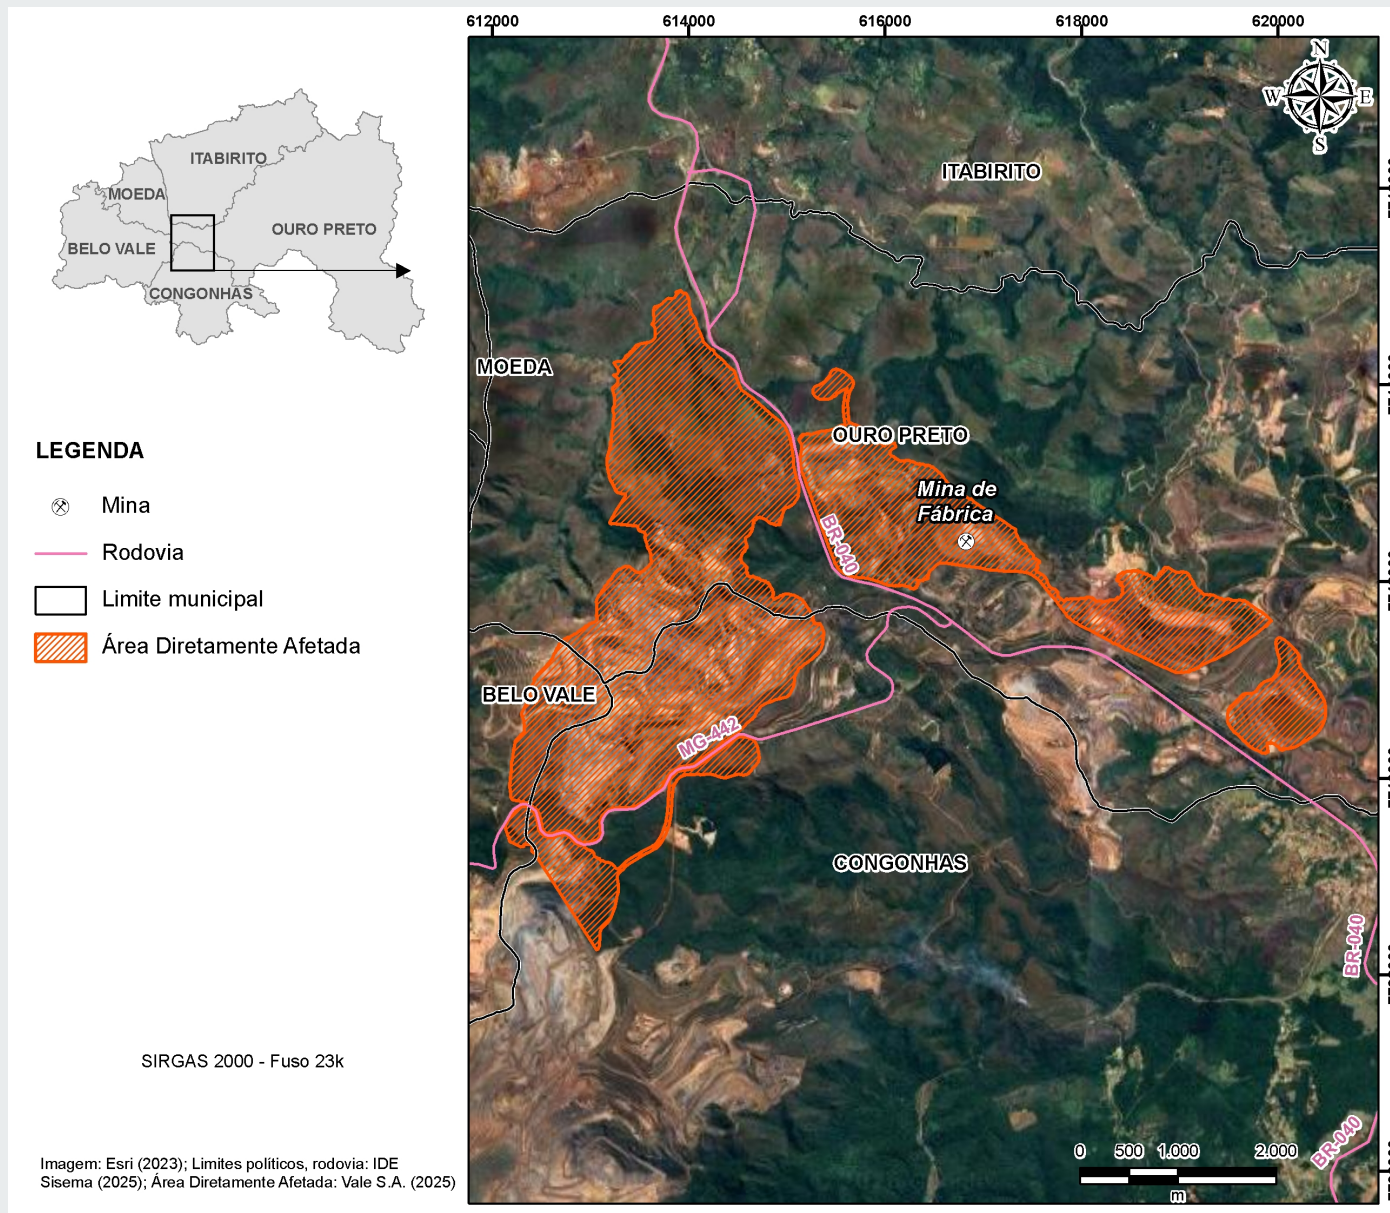 612000
614000
616000
618000
620000
N
W
E
S
ITABIRITO
MOEDA
BELO VALE
OURO PRETO
CONGONHAS
ITABIRITO
MOEDA
OURO PRETO
Mina de
Fábrica
BR-040
BELO VALE
MG-442
CONGONHAS
BR-040
BR-040
LEGENDA
Mina
Rodovia
Limite municipal
Área Diretamente Afetada
SIRGAS 2000 - Fuso 23k
Imagem: Esri (2023); Limites políticos, rodovia: IDE
Sisema (2025); Área Diretamente Afetada: Vale S.A. (2025)
0 500 1.000 2.000
m